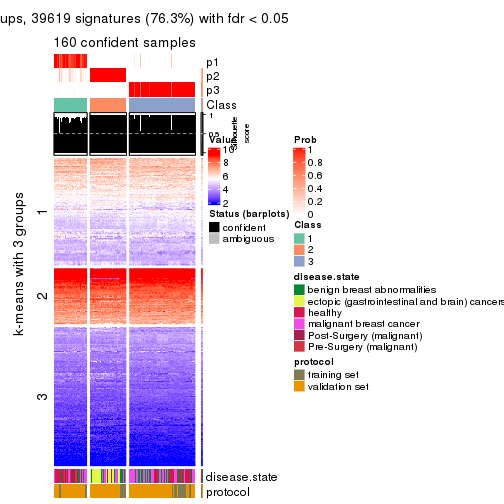 ups, 39619 signatures (76.3%) with fdr < 0.05
160 confident samples
p1
p2
p3
Class
1
0.5
Silhouette
score
k-means with 3 groups
1
2
3
disease.state
protocol
Value
10
8
6
4
2
Status (barplots)
confident
ambiguous
Prob
1
0.8
0.6
0.4
0.2
0
Class
1
2
3
disease.state
benign breast abnormalities
ectopic (gastrointestinal and brain) cancers
healthy
malignant breast cancer
Post-Surgery (malignant)
Pre-Surgery (malignant)
protocol
training set
validation set